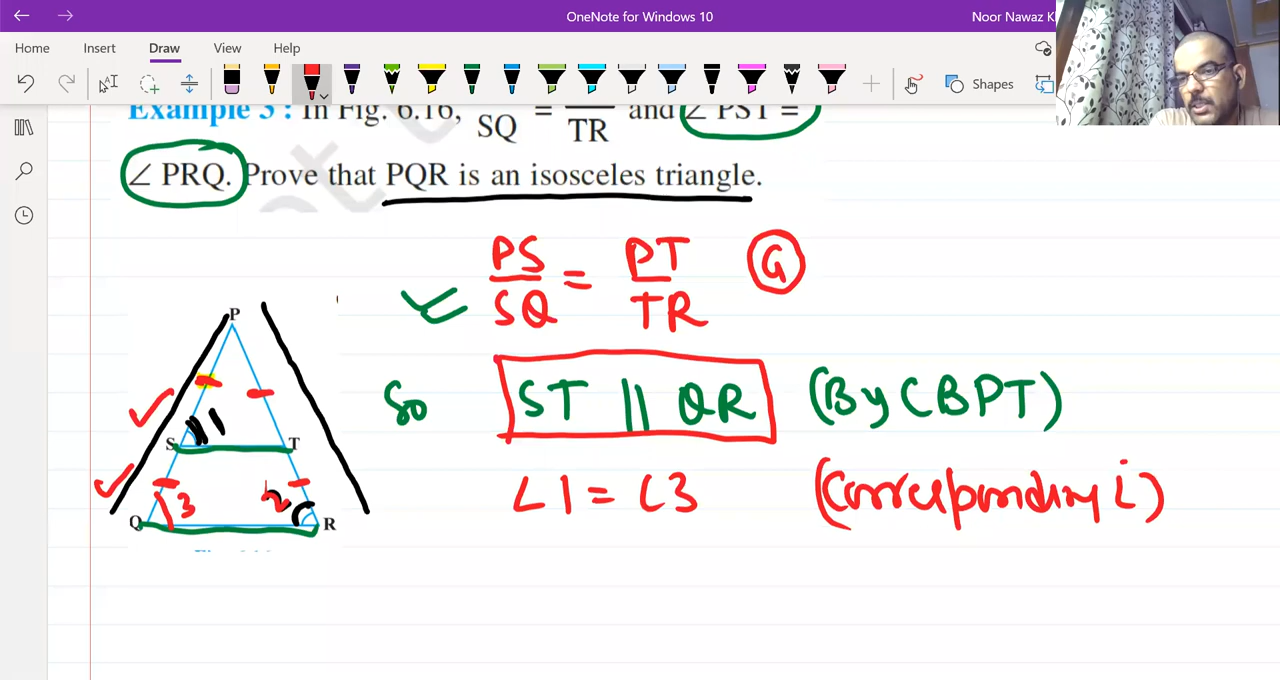 OneNote for Windows 10
Noor Nawaz K
Home Insert Draw View Help
Shapes
Example 3 : In Fig. 6.16, SQ = TR and ∠ PST =
∠ PRQ. Prove that PQR is an isosceles triangle.
PS/SQ = PT/TR G
So ST || QR (By CBPT)
∠1 = ∠3 (Corresponding ∠)
P
1
S T
3 2
Q R